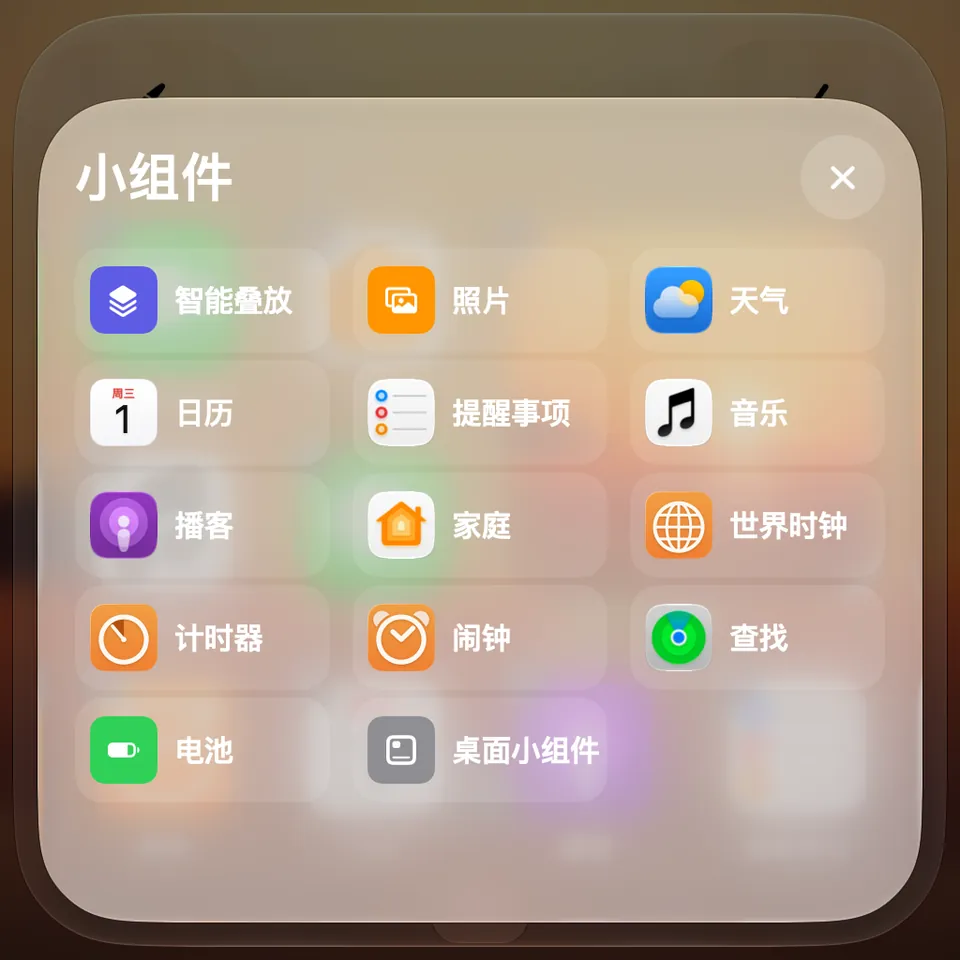 小组件
智能叠放
照片
天气
周三
1
日历
提醒事项
音乐
播客
家庭
世界时钟
计时器
闹钟
查找
电池
桌面小组件